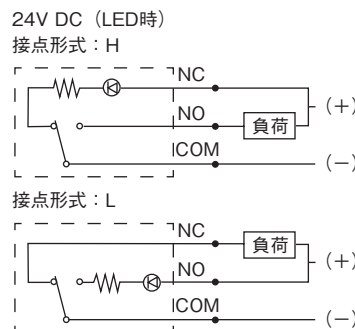 24V DC（LED時）
接点形式：H
NC
NO
負荷
（＋）
COM
（－）
接点形式：L
NC
負荷
（＋）
NO
COM
（－）